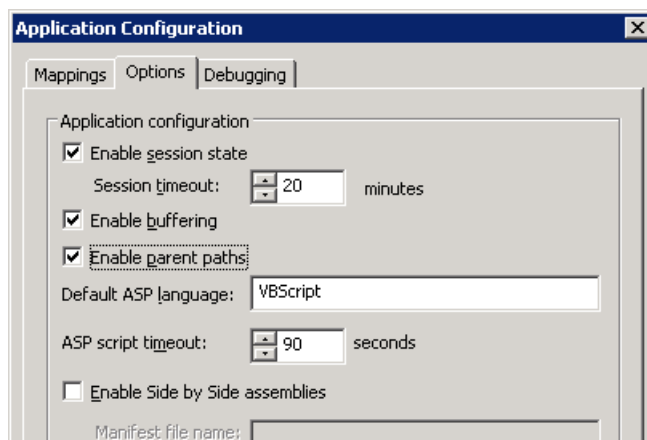 Application Configuration
Mappings Options Debugging
Application configuration
Enable session state
Session timeout: 20 minutes
Enable buffering
Enable parent paths
Default ASP language: VBScript
ASP script timeout: 90 seconds
Enable Side by Side assemblies
Manifest file name: